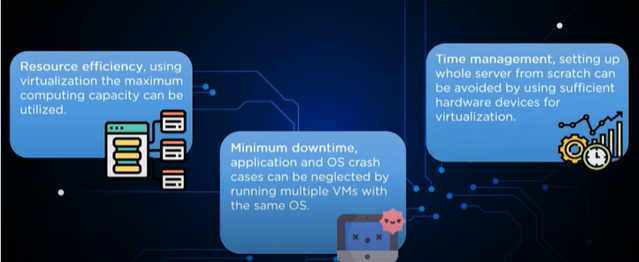 Resource efficiency, using
virtualization the maximum
computing capacity can be
utilized.
Minimum downtime,
application and OS crash
cases can be neglected by
running multiple VMs with
the same OS.
Time management, setting up
whole server from scratch can
be avoided by using sufficient
hardware devices for
virtualization.